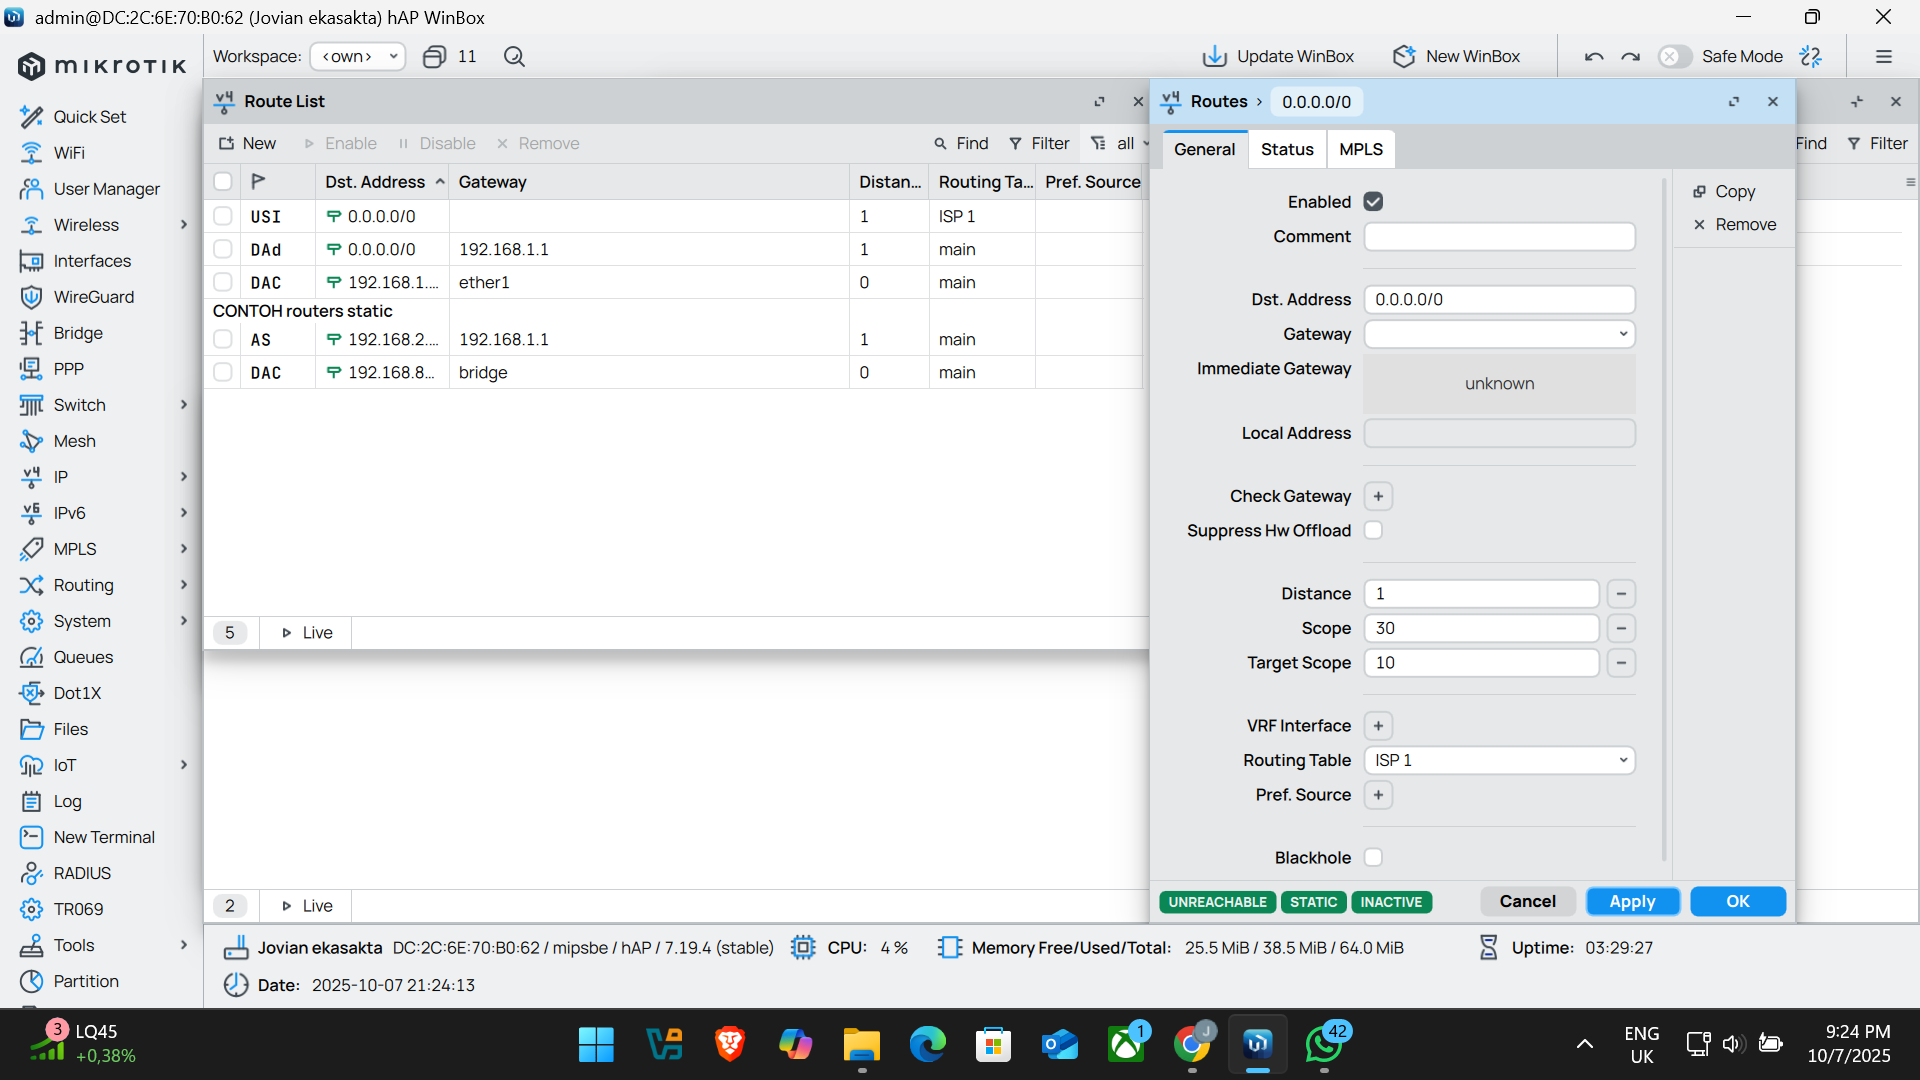 admin@DC:2C:6E:70:B0:62 (Jovian ekasakta) hAP WinBox
MikroTik
Workspace: <own> 11
Update WinBox New WinBox Safe Mode
Quick Set
WiFi
User Manager
Wireless
Interfaces
WireGuard
Bridge
PPP
Switch
Mesh
IP
IPv6
MPLS
Routing
System
Queues
Dot1X
Files
IoT
Log
New Terminal
RADIUS
TR069
Tools
Partition
Route List
New Enable Disable Remove Find Filter all
Dst. Address Gateway Distan... Routing Ta... Pref. Source
USI 0.0.0.0/0 1 ISP 1
DAd 0.0.0.0/0 192.168.1.1 1 main
DAC 192.168.1.... ether1 0 main
CONTOH routers static
AS 192.168.2.... 192.168.1.1 1 main
DAC 192.168.8... bridge 0 main
5 Live
2 Live
Routes > 0.0.0.0/0
General Status MPLS
Find Filter
Copy
Remove
Enabled
Comment
Dst. Address 0.0.0.0/0
Gateway
Immediate Gateway unknown
Local Address
Check Gateway +
Suppress Hw Offload
Distance 1
Scope 30
Target Scope 10
VRF Interface +
Routing Table ISP 1
Pref. Source +
Blackhole
UNREACHABLE STATIC INACTIVE Cancel Apply OK
Jovian ekasakta DC:2C:6E:70:B0:62 / mipsbe / hAP / 7.19.4 (stable) CPU: 4 % Memory Free/Used/Total: 25.5 MiB / 38.5 MiB / 64.0 MiB Uptime: 03:29:27
Date: 2025-10-07 21:24:13
3 LQ45
+0,38%
1 J 42
ENG
UK
9:24 PM
10/7/2025